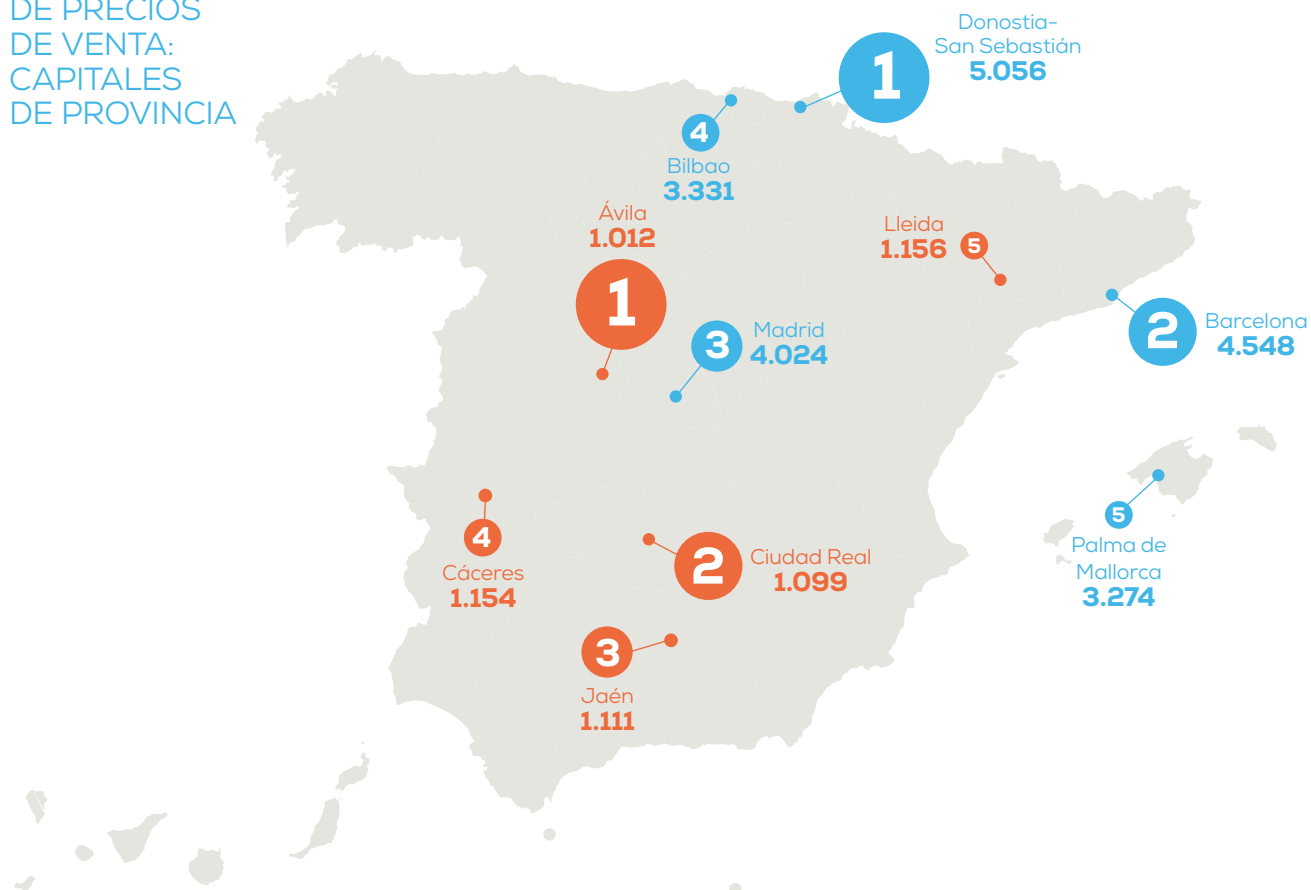 DE PRECIOS
DE VENTA:
CAPITALES
DE PROVINCIA
Donostia-
San Sebastián
5.056
1
4
Bilbao
3.331
Ávila
1.012
1
Lleida
1.156
5
3
Madrid
4.024
2
Barcelona
4.548
4
Cáceres
1.154
2
Ciudad Real
1.099
5
Palma de
Mallorca
3.274
3
Jaén
1.111